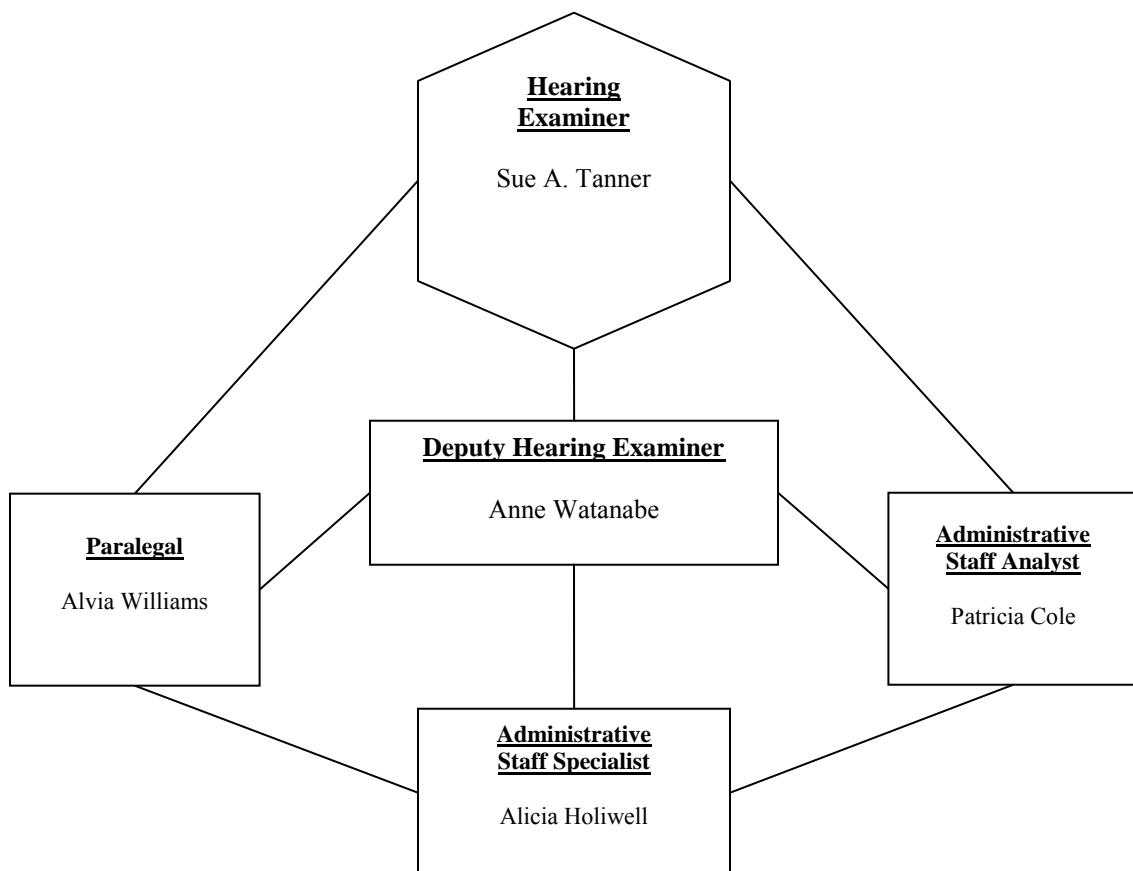 Hearing
Examiner
Sue A. Tanner
Deputy Hearing Examiner
Anne Watanabe
Paralegal
Alvia Williams
Administrative
Staff Analyst
Patricia Cole
Administrative
Staff Specialist
Alicia Holiwell